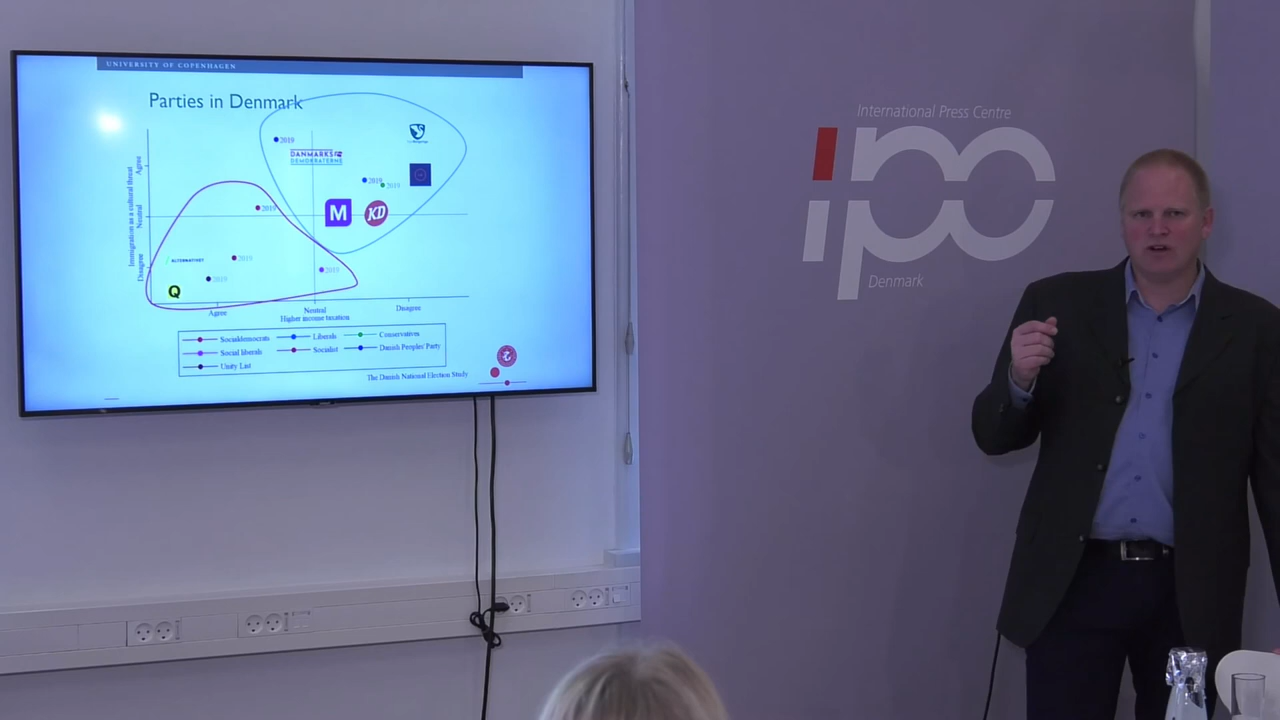 UNIVERSITY OF COPENHAGEN
Parties in Denmark
2019
DANMARKS
DEMOKRATERNE
2019
2019
2019
M
KD
ALTERNATIVET
2019
2019
2019
Q
Immigration as a cultural threat
Disagree Neutral Agree
Agree Neutral Disagree
Higher income taxation
Socialdemocrats Liberals Conservatives
Social liberals Socialist Danish Peoples' Party
Unity List
The Danish National Election Study
International Press Centre
ipc
Denmark